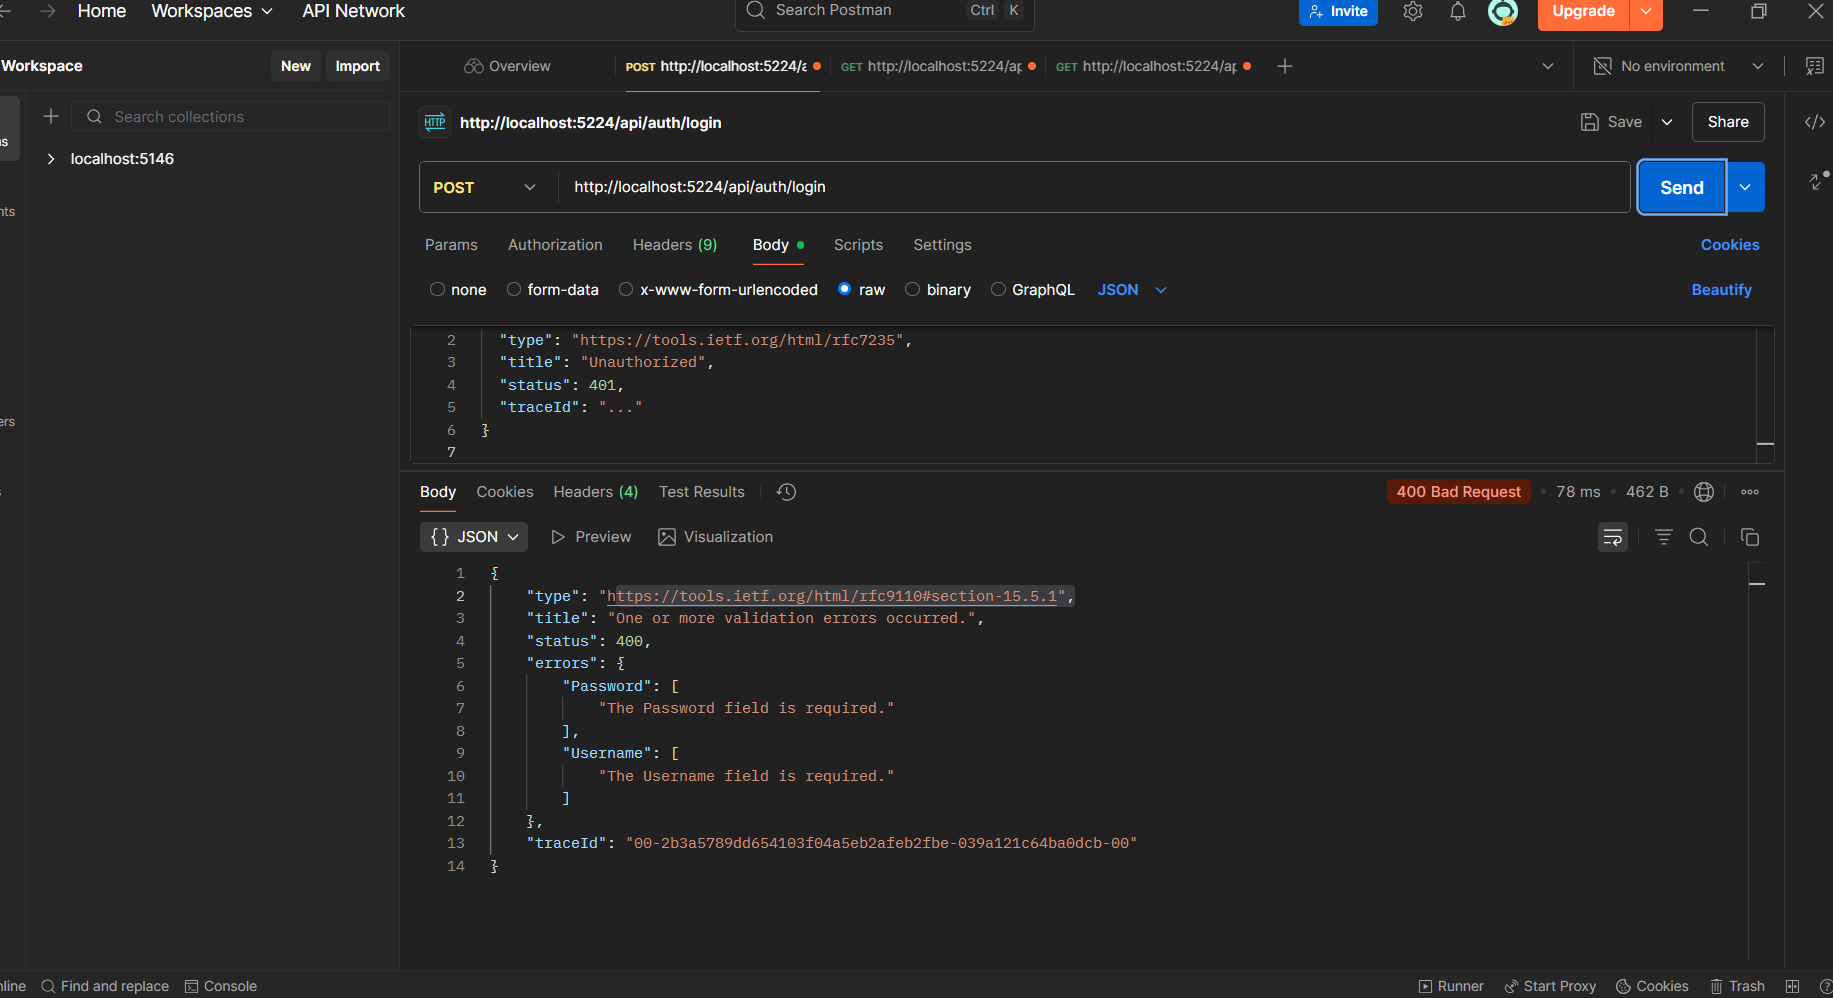 Home Workspaces API Network Search Postman Ctrl K Invite Upgrade
Workspace New Import Overview POST http://localhost:5224/a GET http://localhost:5224/ap GET http://localhost:5224/ap No environment
Search collections HTTP http://localhost:5224/api/auth/login Save Share
localhost:5146
POST http://localhost:5224/api/auth/login Send
nts
Params Authorization Headers (9) Body Scripts Settings Cookies
none form-data x-www-form-urlencoded raw binary GraphQL JSON Beautify
2 "type": "https://tools.ietf.org/html/rfc7235",
3 "title": "Unauthorized",
4 "status": 401,
5 "traceId": "..."
6 }
7
ers
Body Cookies Headers (4) Test Results 400 Bad Request • 78 ms • 462 B •
{} JSON Preview Visualization
1 {
2 "type": "https://tools.ietf.org/html/rfc9110#section-15.5.1",
3 "title": "One or more validation errors occurred.",
4 "status": 400,
5 "errors": {
6 "Password": [
7 "The Password field is required."
8 ],
9 "Username": [
10 "The Username field is required."
11 ]
12 },
13 "traceId": "00-2b3a5789dd654103f04a5eb2afeb2fbe-039a121c64ba0dcb-00"
14 }
nline Find and replace Console Runner Start Proxy Cookies Trash